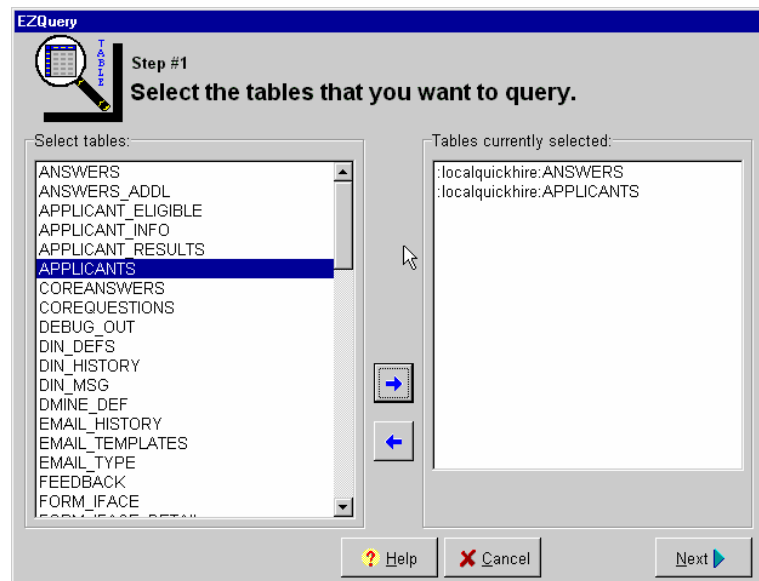 EZQuery
TABLE
Step #1
Select the tables that you want to query.
Select tables:
ANSWERS
ANSWERS_ADDL
APPLICANT_ELIGIBLE
APPLICANT_INFO
APPLICANT_RESULTS
APPLICANTS
COREANSWERS
COREQUESTIONS
DEBUG_OUT
DIN_DEFS
DIN_HISTORY
DIN_MSG
DMINE_DEF
EMAIL_HISTORY
EMAIL_TEMPLATES
EMAIL_TYPE
FEEDBACK
FORM_IFACE
FORM_IFACE_DETAIL
Tables currently selected:
:localquickhire:ANSWERS
:localquickhire:APPLICANTS
? Help
Cancel
Next